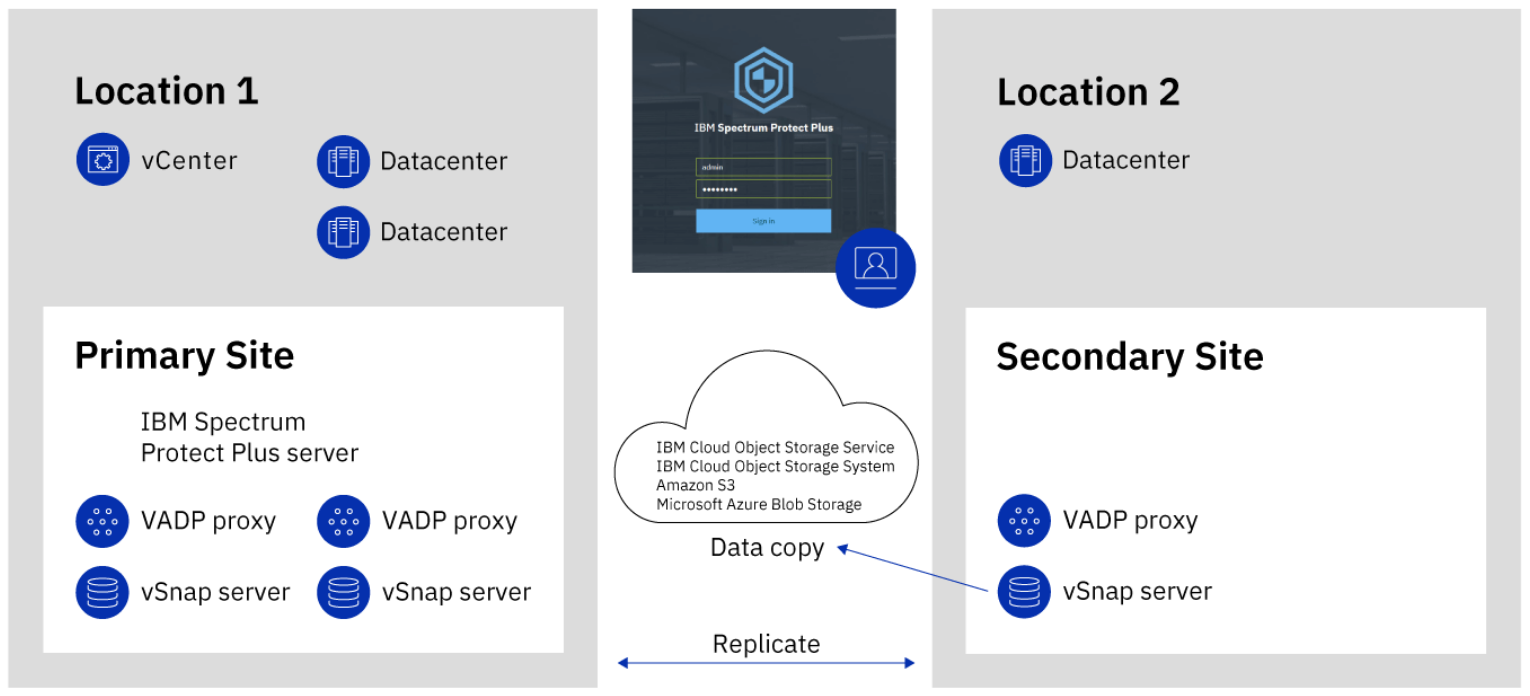 Location 1
vCenter
Datacenter
Datacenter
Primary Site
IBM Spectrum
Protect Plus server
VADP proxy
VADP proxy
vSnap server
vSnap server
IBM Spectrum Protect Plus
admin
Sign in
IBM Cloud Object Storage Service
IBM Cloud Object Storage System
Amazon S3
Microsoft Azure Blob Storage
Data copy
Replicate
Location 2
Datacenter
Secondary Site
VADP proxy
vSnap server